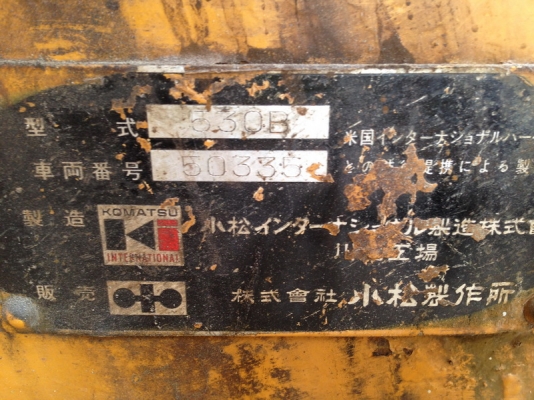 型式 530B 米国インターナショナルハー
車両番号 50335 提携による製
製造 KOMATSU INTERNATIONAL 小松インターナショナル製造株式
工場
販売 株式會社 小松製作所